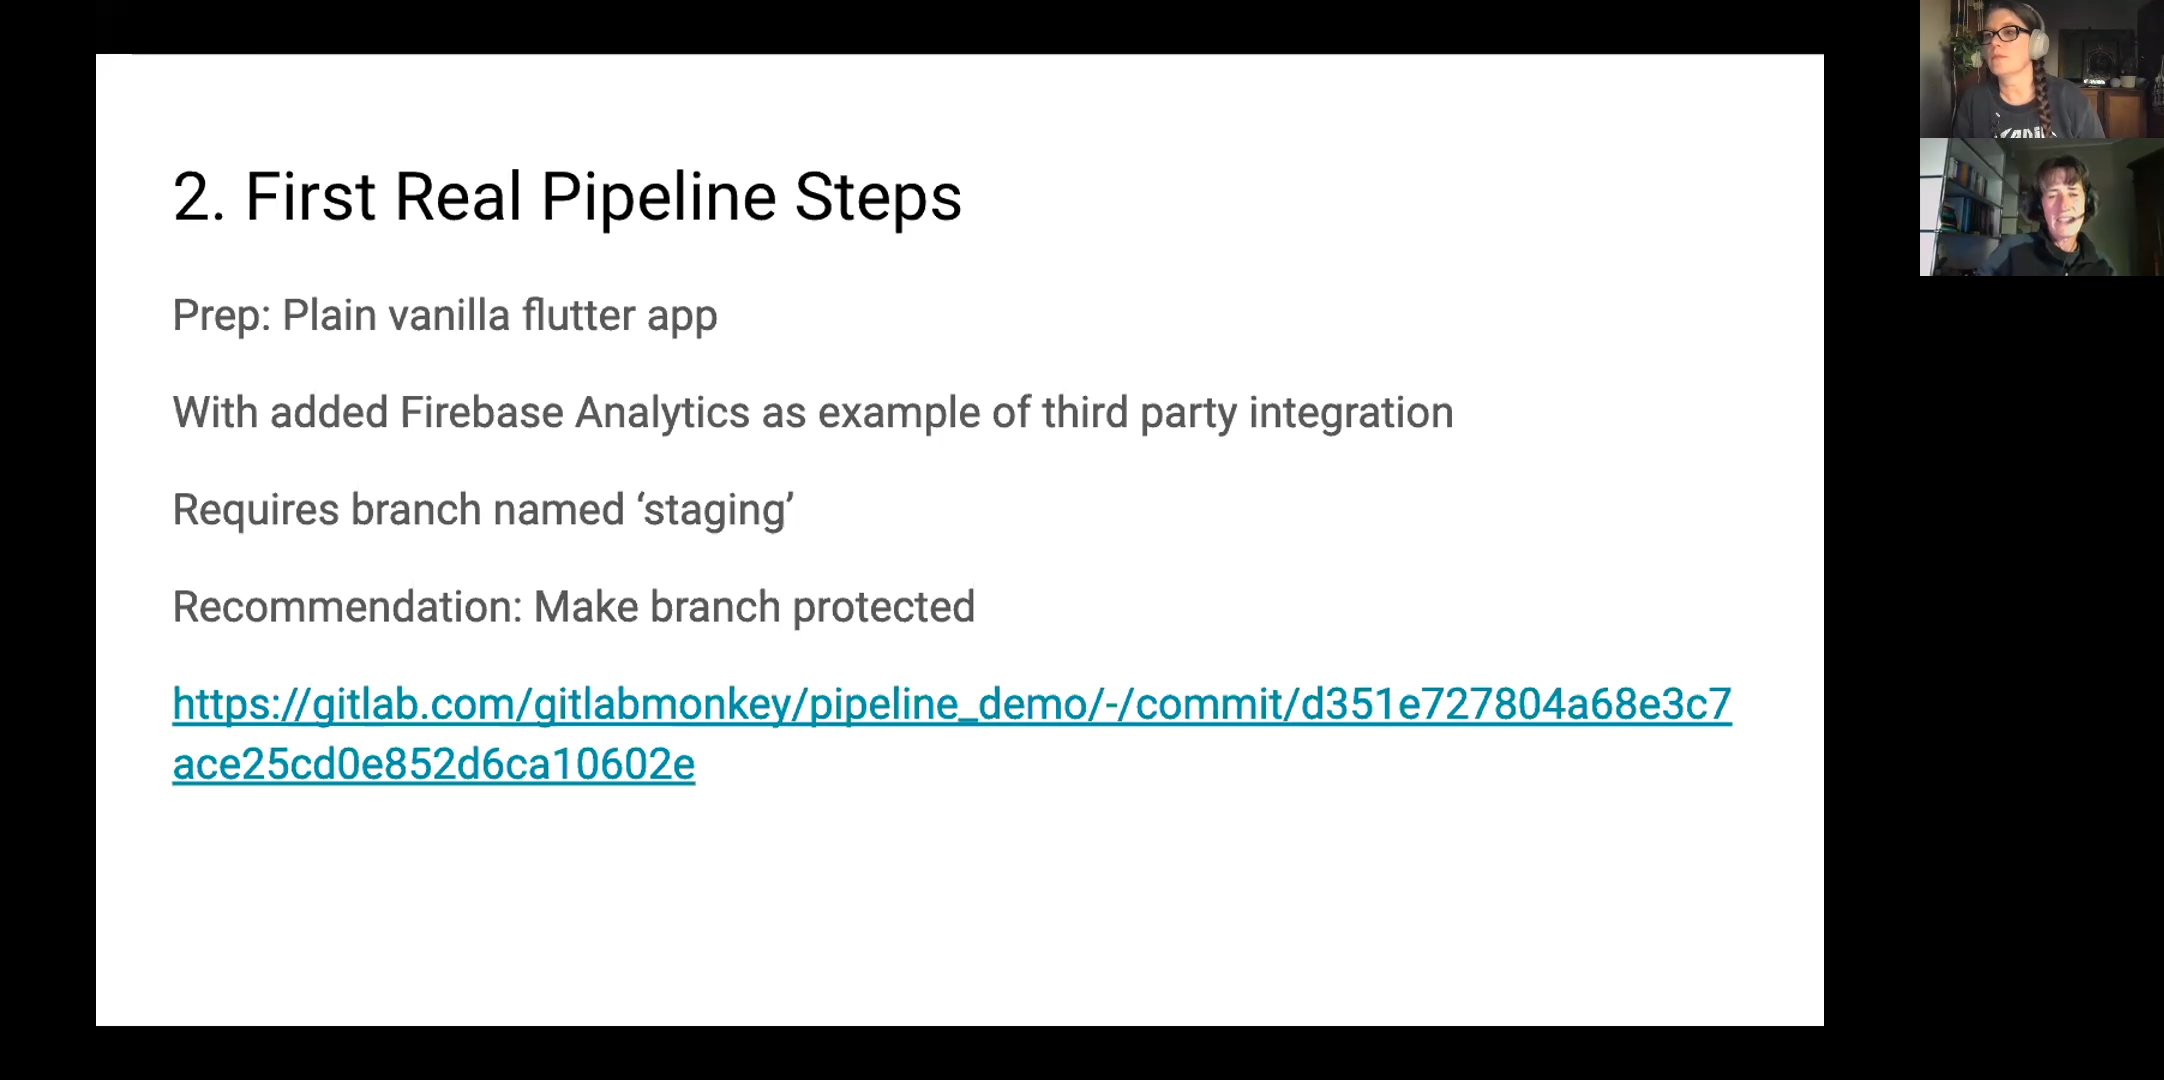 2. First Real Pipeline Steps
Prep: Plain vanilla flutter app
With added Firebase Analytics as example of third party integration
Requires branch named ‘staging’
Recommendation: Make branch protected
https://gitlab.com/gitlabmonkey/pipeline_demo/-/commit/d351e727804a68e3c7
ace25cd0e852d6ca10602e